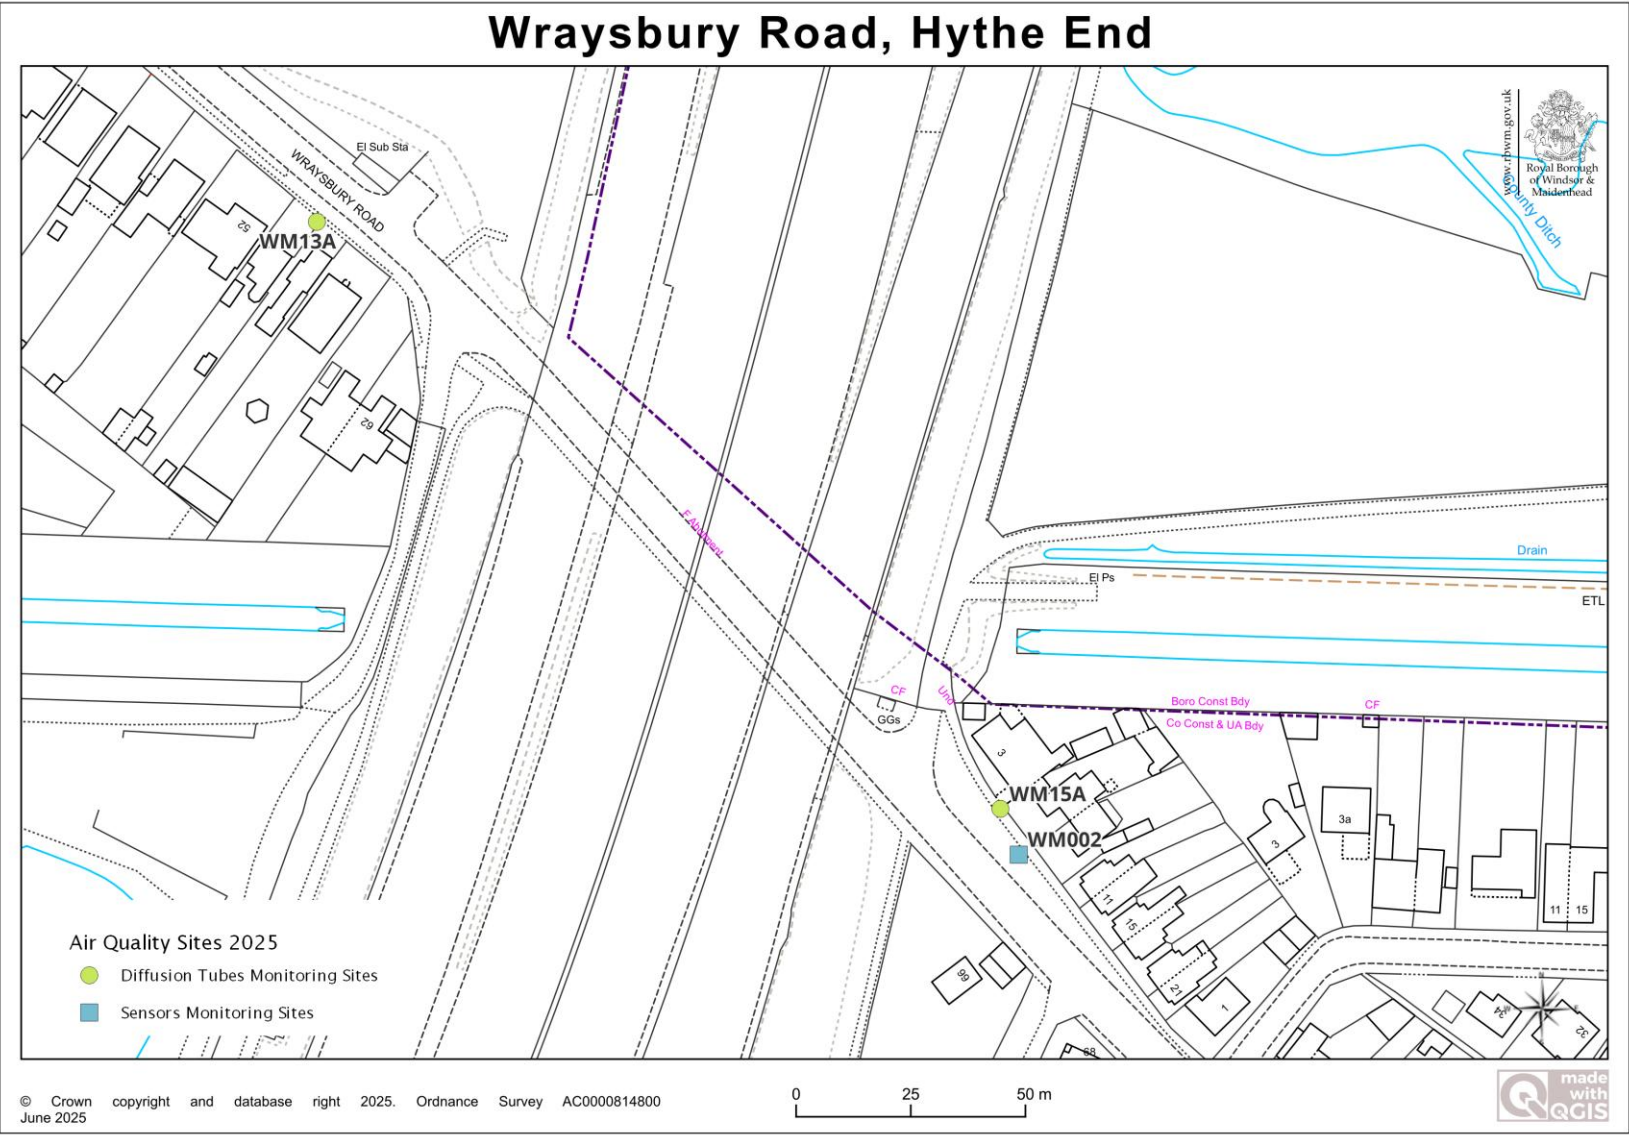 Wraysbury Road, Hythe End
www.rbwm.gov.uk
Royal Borough
of Windsor &
Maidenhead
County Ditch
El Sub Sta
WRAYSBURY ROAD
52
WM13A
62
F Abutment
Drain
El Ps
ETL
CF
Und
GGs
Boro Const Bdy
CF
Co Const & UA Bdy
3
WM15A
WM002
3a
3
11
15
11
15
21
1
99
68
24
32
N
Air Quality Sites 2025
Diffusion Tubes Monitoring Sites
Sensors Monitoring Sites
© Crown copyright and database right 2025. Ordnance Survey AC0000814800
June 2025
0 25 50 m
made
with
QGIS